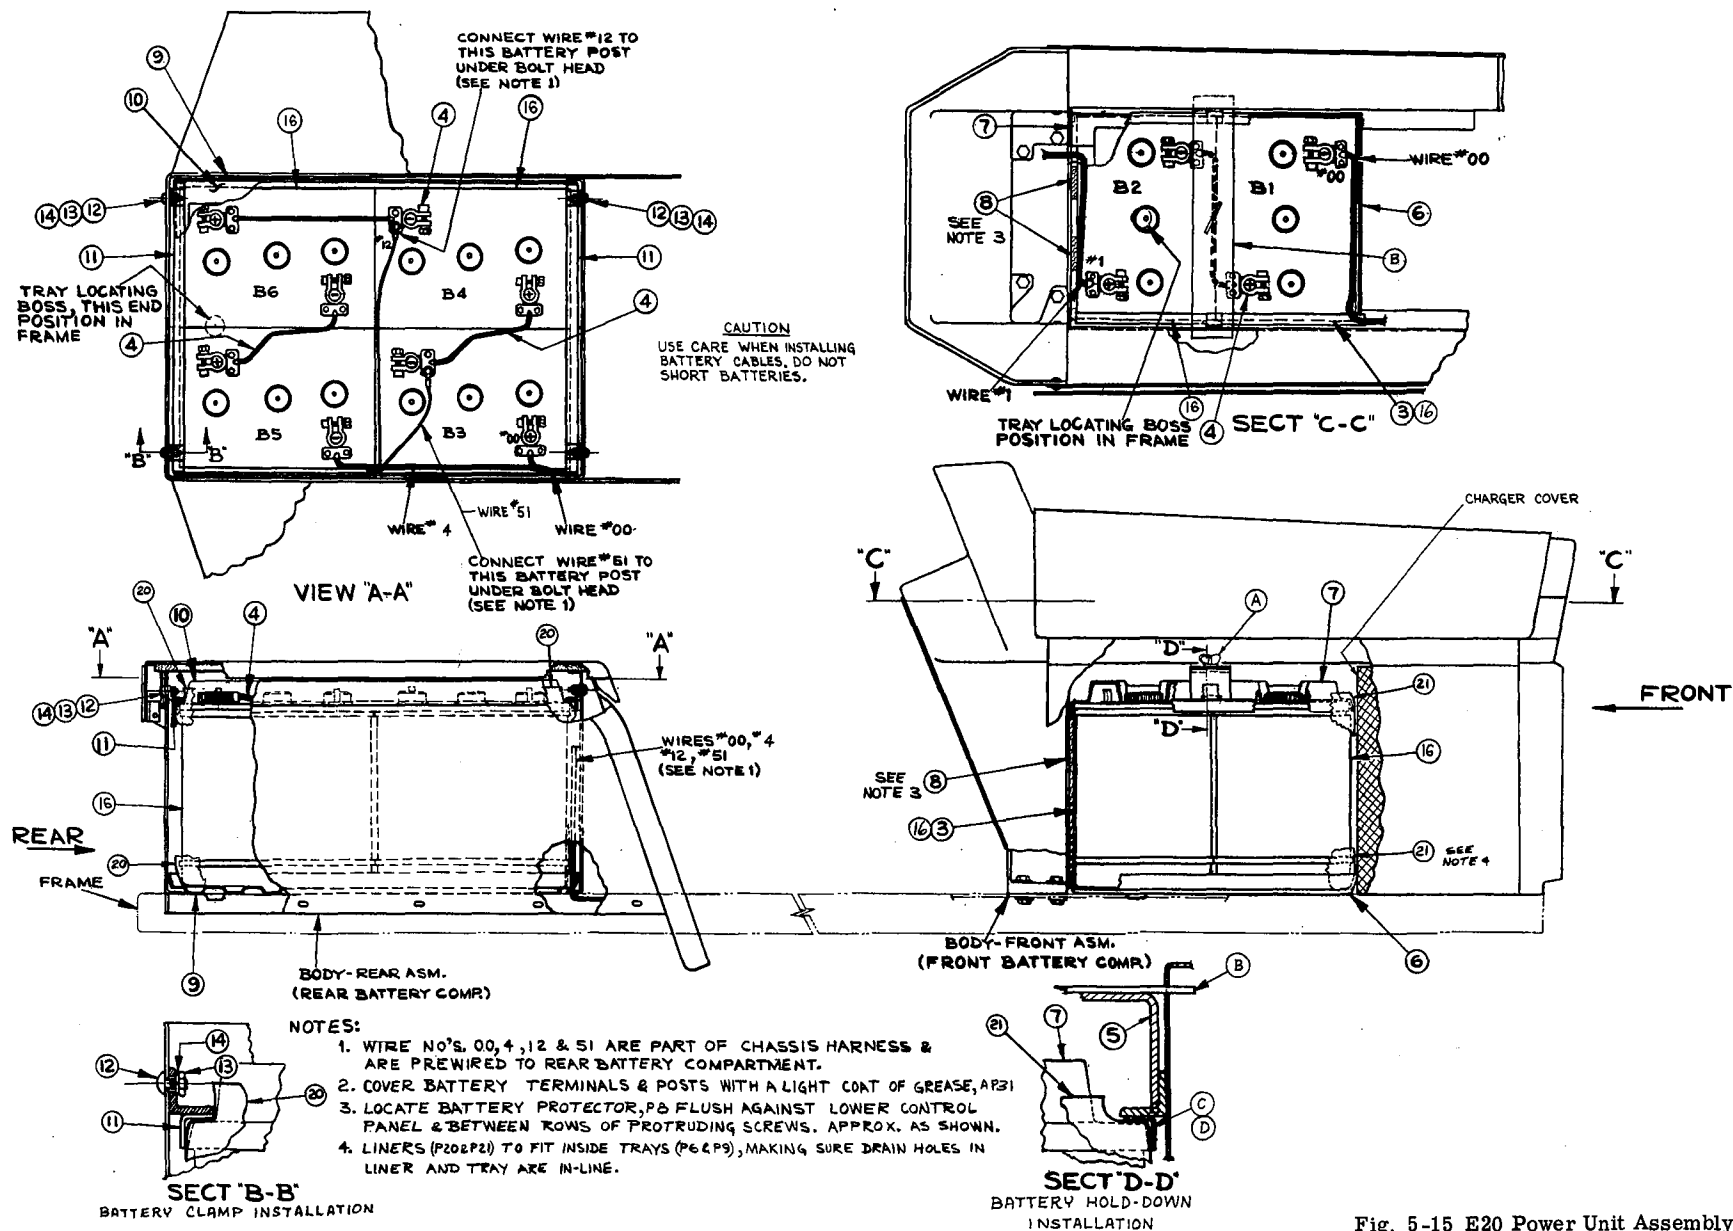 CONNECT WIRE #12 TO
THIS BATTERY POST
UNDER BOLT HEAD
(SEE NOTE 1)
9
10
16
4
16
14 13 12
12 13 14
#12
11
11
B6
B4
TRAY LOCATING
BOSS, THIS END
POSITION IN
FRAME
4
4
CAUTION
USE CARE WHEN INSTALLING
BATTERY CABLES, DO NOT
SHORT BATTERIES.
B5
B3
#00
"B"
"B"
WIRE # 4
WIRE #51
WIRE #00
CONNECT WIRE #51 TO
THIS BATTERY POST
UNDER BOLT HEAD
(SEE NOTE 1)
VIEW "A-A"
7
WIRE #00
#00
B2
B1
8
SEE
NOTE 3
6
B
#1
WIRE #1
16
3 16
TRAY LOCATING BOSS
POSITION IN FRAME
4
SECT "C-C"
20
10
4
20
"A"
"A"
14 13 12
11
WIRES #00, #4
#12, #51
(SEE NOTE 1)
16
REAR
20
FRAME
9
BODY-REAR ASM.
(REAR BATTERY COMP.)
CHARGER COVER
"C"
"C"
A
7
"D"
21
FRONT
"D"
16
SEE
NOTE 3
8
16 3
21
SEE
NOTE 4
BODY-FRONT ASM.
(FRONT BATTERY COMP.)
6
12
14
13
20
11
SECT "B-B"
BATTERY CLAMP INSTALLATION
NOTES:
1. WIRE NO'S. 00, 4, 12 & 51 ARE PART OF CHASSIS HARNESS &
ARE PREWIRED TO REAR BATTERY COMPARTMENT.
2. COVER BATTERY TERMINALS & POSTS WITH A LIGHT COAT OF GREASE, AP31
3. LOCATE BATTERY PROTECTOR, P8 FLUSH AGAINST LOWER CONTROL
PANEL & BETWEEN ROWS OF PROTRUDING SCREWS. APPROX. AS SHOWN.
4. LINERS (P20&P21) TO FIT INSIDE TRAYS (P6&P9), MAKING SURE DRAIN HOLES IN
LINER AND TRAY ARE IN-LINE.
B
7
21
5
C
D
SECT "D-D"
BATTERY HOLD-DOWN
INSTALLATION
Fig. 5-15 E20 Power Unit Assembly